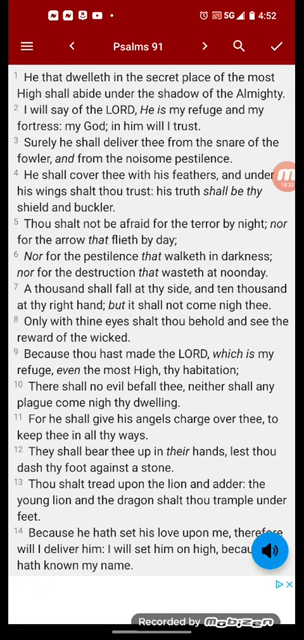 5G 4:52
Psalms 91
1 He that dwelleth in the secret place of the most
High shall abide under the shadow of the Almighty.
2 I will say of the LORD, He is my refuge and my
fortress: my God; in him will I trust.
3 Surely he shall deliver thee from the snare of the
fowler, and from the noisome pestilence.
4 He shall cover thee with his feathers, and under
his wings shalt thou trust: his truth shall be thy
shield and buckler.
5 Thou shalt not be afraid for the terror by night; nor
for the arrow that flieth by day;
6 Nor for the pestilence that walketh in darkness;
nor for the destruction that wasteth at noonday.
7 A thousand shall fall at thy side, and ten thousand
at thy right hand; but it shall not come nigh thee.
8 Only with thine eyes shalt thou behold and see the
reward of the wicked.
9 Because thou hast made the LORD, which is my
refuge, even the most High, thy habitation;
10 There shall no evil befall thee, neither shall any
plague come nigh thy dwelling.
11 For he shall give his angels charge over thee, to
keep thee in all thy ways.
12 They shall bear thee up in their hands, lest thou
dash thy foot against a stone.
13 Thou shalt tread upon the lion and adder: the
young lion and the dragon shalt thou trample under
feet.
14 Because he hath set his love upon me, therefore
will I deliver him: I will set him on high, becau
hath known my name.
Recorded by Mobizen